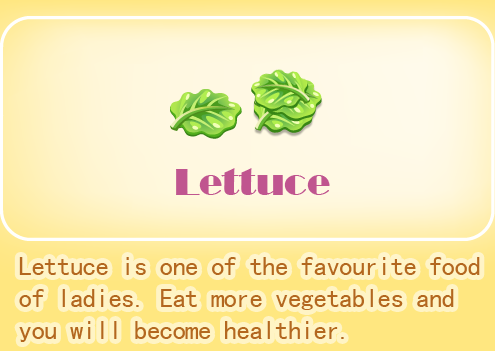 Lettuce
Lettuce is one of the favourite food
of ladies. Eat more vegetables and
you will become healthier.